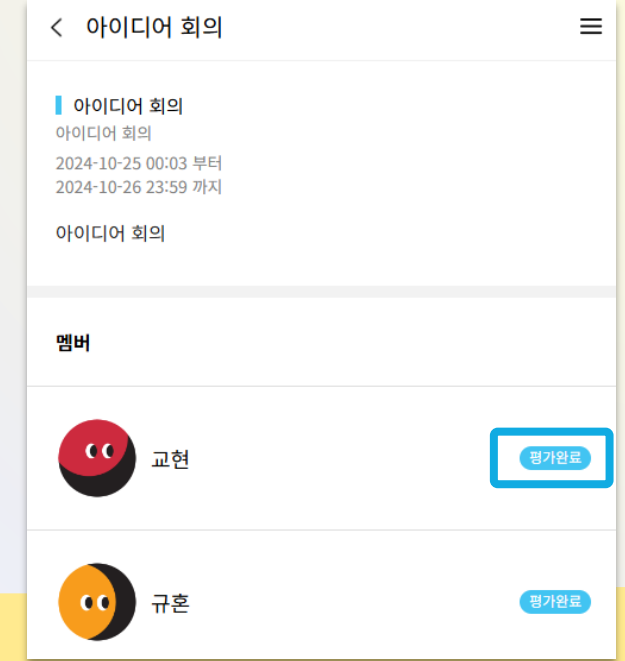 아이디어 회의
아이디어 회의
아이디어 회의
2024-10-25 00:03 부터
2024-10-26 23:59 까지
아이디어 회의
멤버
교현
평가완료
규혼
평가완료